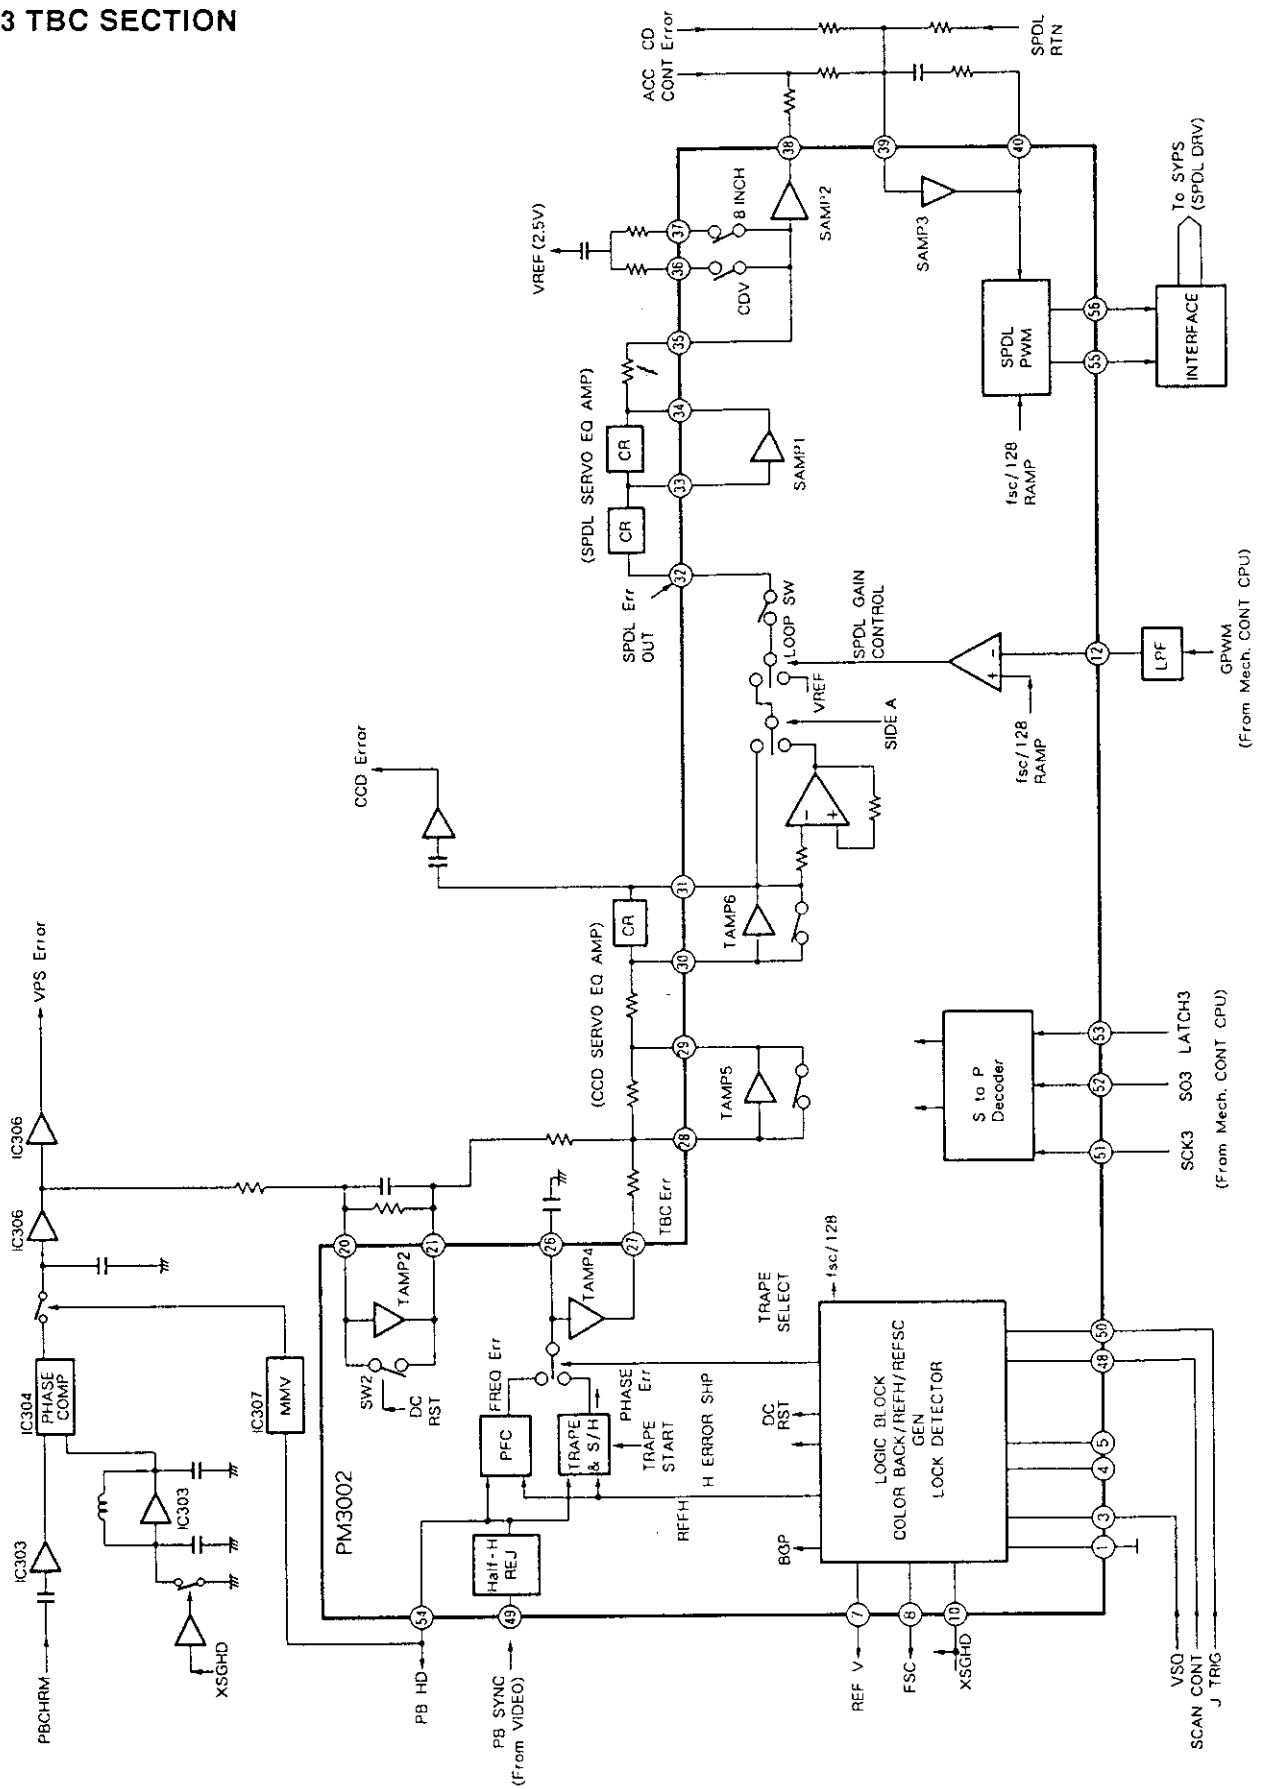 3 TBC SECTION
PBCHRM
IC303
XSGHD
IC303
IC304
PHASE
COMP
IC307
MMV
IC306
IC306
VPS Error
PM3002
PB HD
54
PB SYNC
(From VIDEO)
49
Half-H
REJ
PFC
FREQ Err
TRAPE
& S/H
TRAPE
START
PHASE
Err
REFH
H ERROR SHP
SW2
DC
RST
TAMP2
20
21
TAMP4
26
27
TBC Err
TRAPE
SELECT
fsc/128
DC
RST
BGP
LOGIC BLOCK
COLOR BACK/REFH/REFSC
GEN
LOCK DETECTOR
REF V
7
FSC
8
XSGHD
10
1
3
4
5
48
50
VSQ
SCAN CONT
J TRIG
(CCD SERVO EQ AMP)
28
29
30
31
CR
TAMP5
TAMP6
CCD Error
S to P
Decoder
51
52
53
SCK3
SO3
LATCH3
(From Mech. CONT CPU)
SIDE A
VREF
LOOP SW
SPDL GAIN
CONTROL
fsc/128
RAMP
12
LPF
GPWM
(From Mech. CONT CPU)
SPDL Err
OUT
32
(SPDL SERVO EQ AMP)
CR
CR
33
34
35
SAMP1
VREF (2.5V)
36
37
CDV
8 INCH
SAMP2
38
39
40
ACC
CONT
CD
Error
SPDL
RTN
SAMP3
fsc/128
RAMP
SPDL
PWM
55
56
INTERFACE
To SYPS
(SPDL DRV)